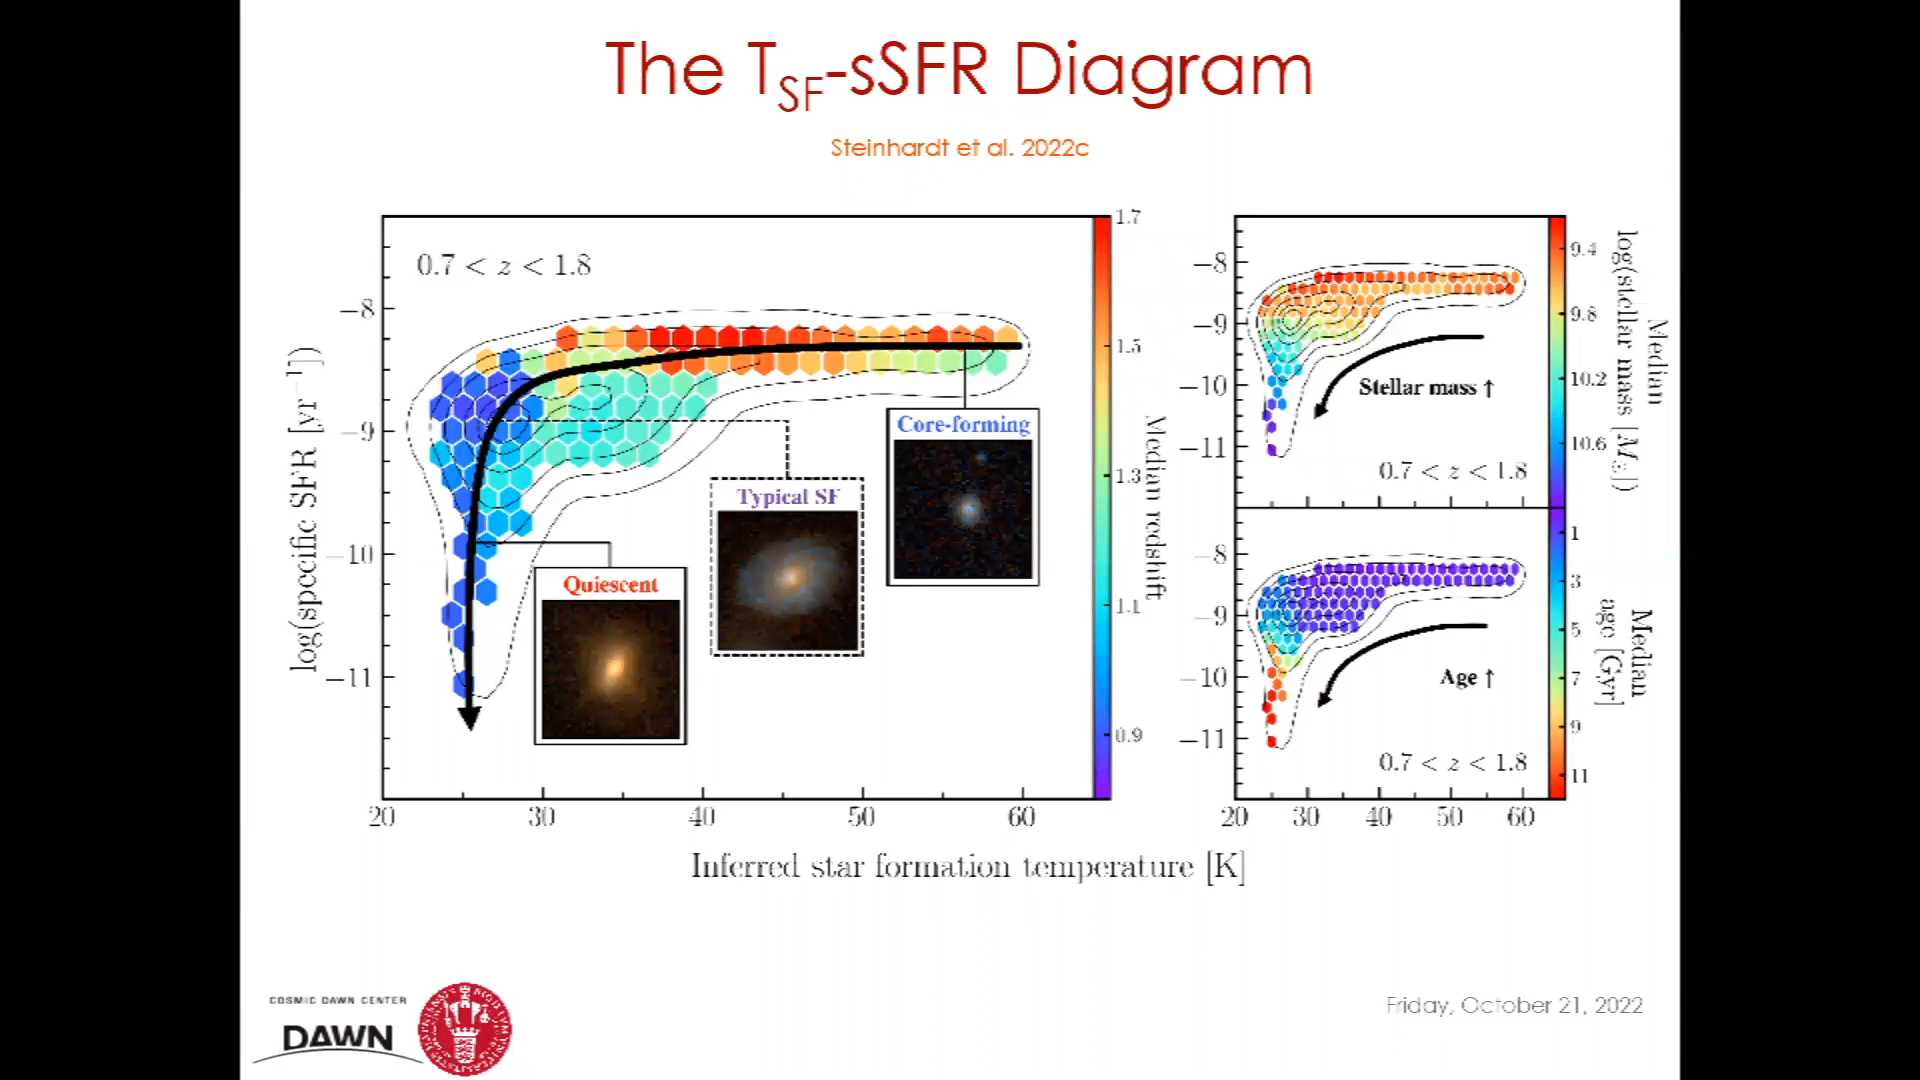 The T_SF-sSFR Diagram
Steinhardt et al. 2022c
0.7 < z < 1.8
log(specific SFR [yr⁻¹])
−8
−9
−10
−11
20 30 40 50 60
Inferred star formation temperature [K]
Core-forming
Typical SF
Quiescent
1.7
1.5
1.3
1.1
0.9
Median redshift
−8
−9
−10
−11
Stellar mass ↑
0.7 < z < 1.8
9.4
9.8
10.2
10.6
Median
log(stellar mass [M⊙])
−8
−9
−10
−11
Age ↑
0.7 < z < 1.8
20 30 40 50 60
1
3
5
7
9
11
Median
age [Gyr]
COSMIC DAWN CENTER
DAWN
Friday, October 21, 2022